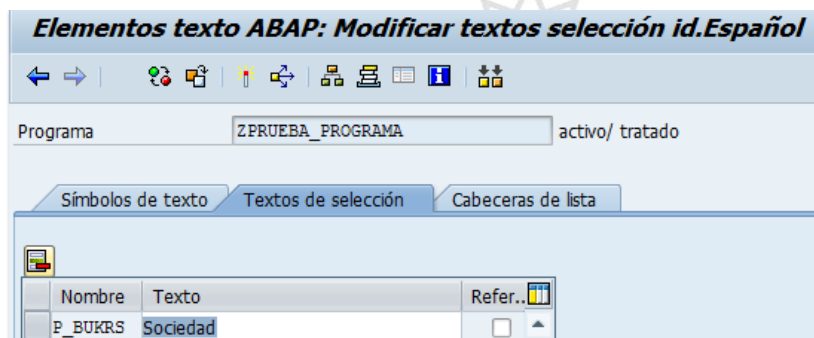 Elementos texto ABAP: Modificar textos selección id.Español
Programa ZPRUEBA_PROGRAMA activo/ tratado
Símbolos de texto Textos de selección Cabeceras de lista
Nombre Texto Refer..
P_BUKRS Sociedad